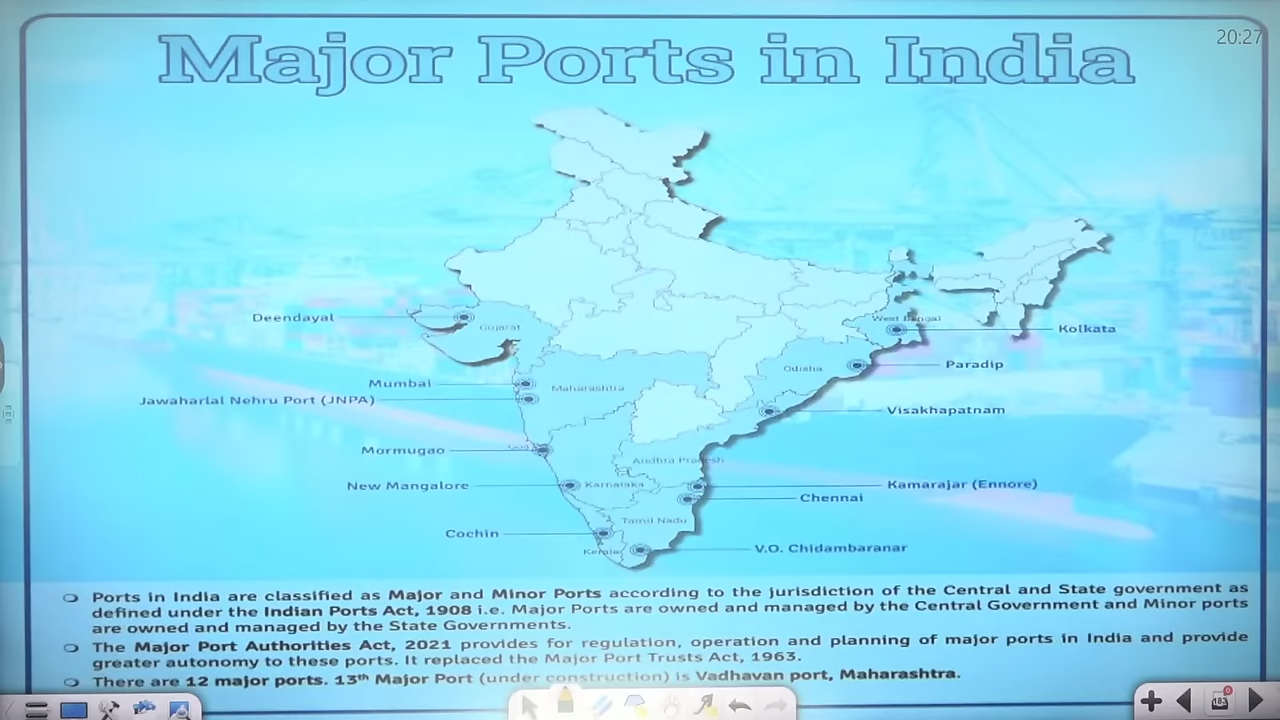 Major Ports in India
20:27
Deendayal
Gujarat
West Bengal
Kolkata
Odisha
Paradip
Mumbai
Maharashtra
Jawaharlal Nehru Port (JNPA)
Visakhapatnam
Goa
Mormugao
Andhra Pradesh
New Mangalore
Karnataka
Kamarajar (Ennore)
Chennai
Tamil Nadu
Cochin
Kerala
V.O. Chidambaranar
Ports in India are classified as Major and Minor Ports according to the jurisdiction of the Central and State government as
defined under the Indian Ports Act, 1908 i.e. Major Ports are owned and managed by the Central Government and Minor ports
are owned and managed by the State Governments.
The Major Port Authorities Act, 2021 provides for regulation, operation and planning of major ports in India and provide
greater autonomy to these ports. It replaced the Major Port Trusts Act, 1963.
There are 12 major ports. 13th Major Port (under construction) is Vadhavan port, Maharashtra.